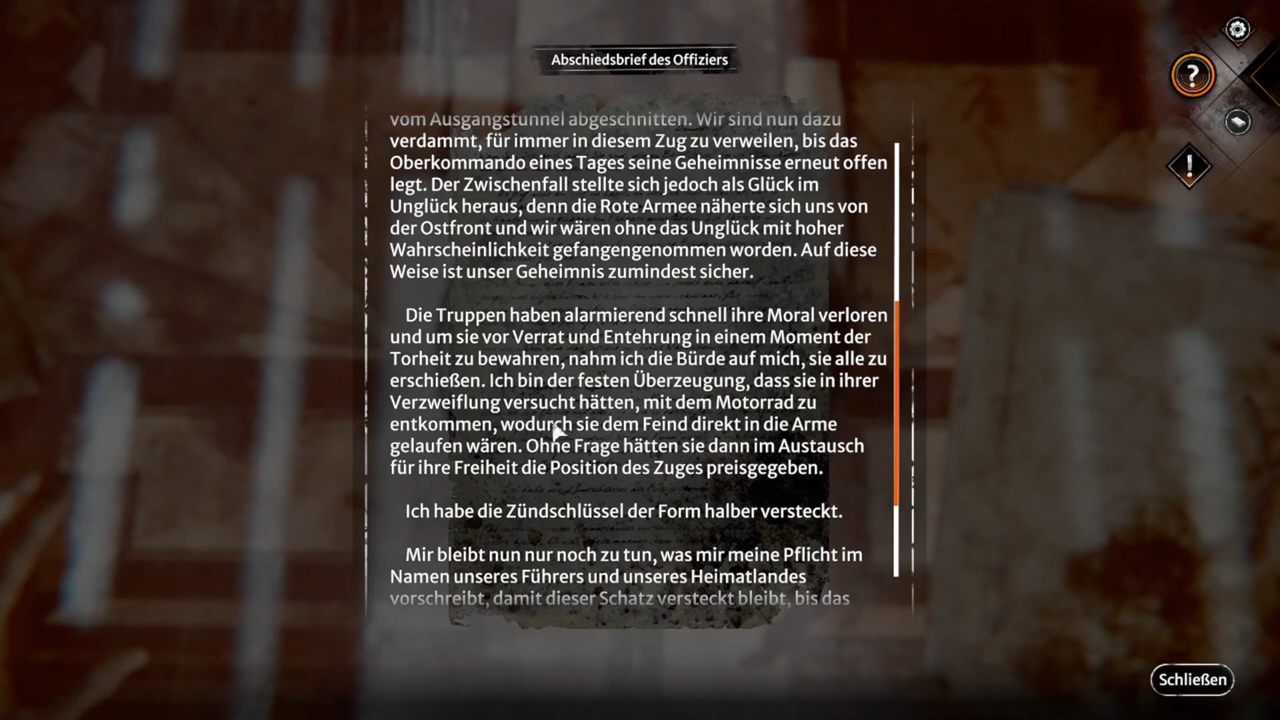 Abschiedsbrief des Offiziers
vom Ausgangstunnel abgeschnitten. Wir sind nun dazu
verdammt, für immer in diesem Zug zu verweilen, bis das
Oberkommando eines Tages seine Geheimnisse erneut offen
legt. Der Zwischenfall stellte sich jedoch als Glück im
Unglück heraus, denn die Rote Armee näherte sich uns von
der Ostfront und wir wären ohne das Unglück mit hoher
Wahrscheinlichkeit gefangengenommen worden. Auf diese
Weise ist unser Geheimnis zumindest sicher.
Die Truppen haben alarmierend schnell ihre Moral verloren
und um sie vor Verrat und Entehrung in einem Moment der
Torheit zu bewahren, nahm ich die Bürde auf mich, sie alle zu
erschießen. Ich bin der festen Überzeugung, dass sie in ihrer
Verzweiflung versucht hätten, mit dem Motorrad zu
entkommen, wodurch sie dem Feind direkt in die Arme
gelaufen wären. Ohne Frage hätten sie dann im Austausch
für ihre Freiheit die Position des Zuges preisgegeben.
Ich habe die Zündschlüssel der Form halber versteckt.
Mir bleibt nun nur noch zu tun, was mir meine Pflicht im
Namen unseres Führers und unseres Heimatlandes
vorschreibt, damit dieser Schatz versteckt bleibt, bis das
Schließen